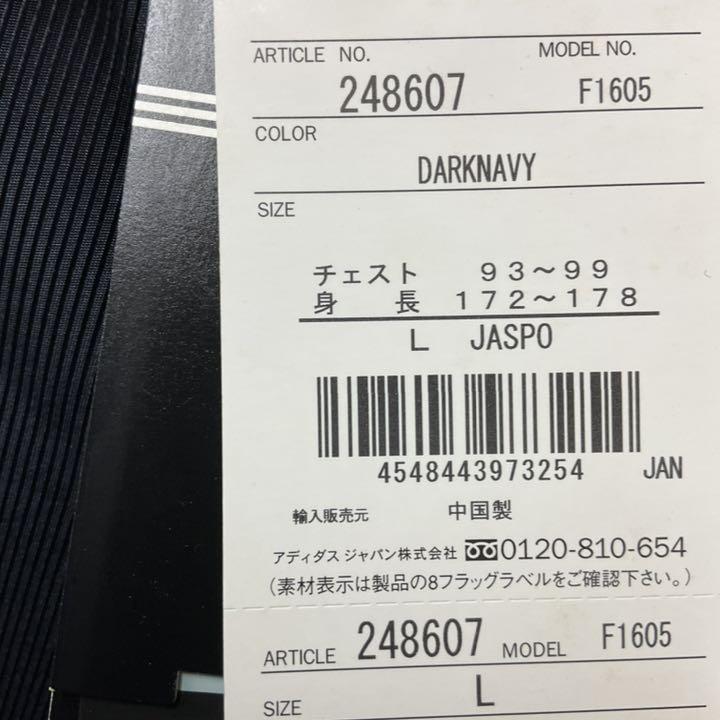 ARTICLE NO. MODEL NO.
248607 F1605
COLOR
DARKNAVY
SIZE
チェスト 93～99
身 長 172～178
L JASPO
4548443973254 JAN
輸入販売元 中国製
アディダス ジャパン株式会社 0120-810-654
(素材表示は製品の8フラッグラベルをご確認下さい。)
ARTICLE 248607 MODEL F1605
SIZE L